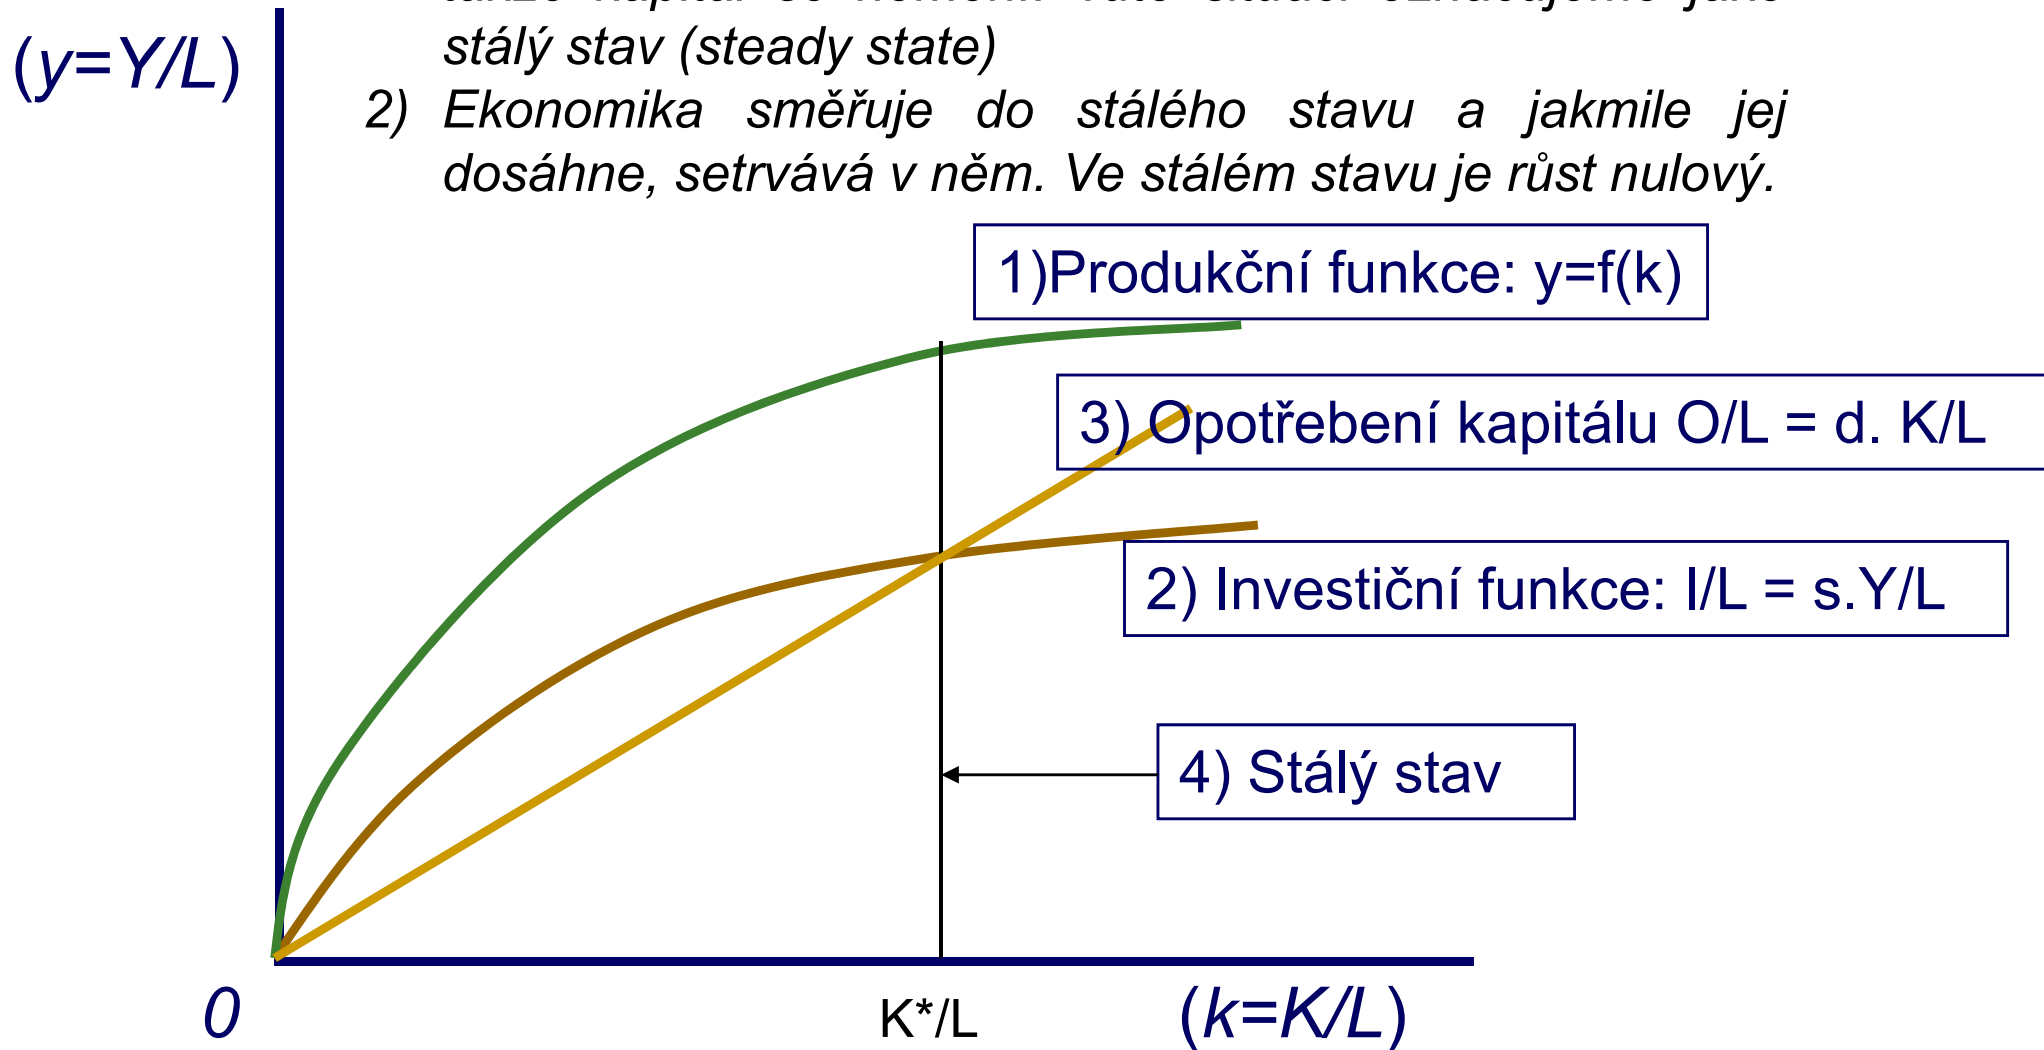 (y=Y/L)
stálý stav (steady state)
2) Ekonomika směřuje do stálého stavu a jakmile jej
dosáhne, setrvává v něm. Ve stálém stavu je růst nulový.
1)Produkční funkce: y=f(k)
3) Opotřebení kapitálu O/L = d. K/L
2) Investiční funkce: I/L = s.Y/L
4) Stálý stav
0
K*/L
(k=K/L)